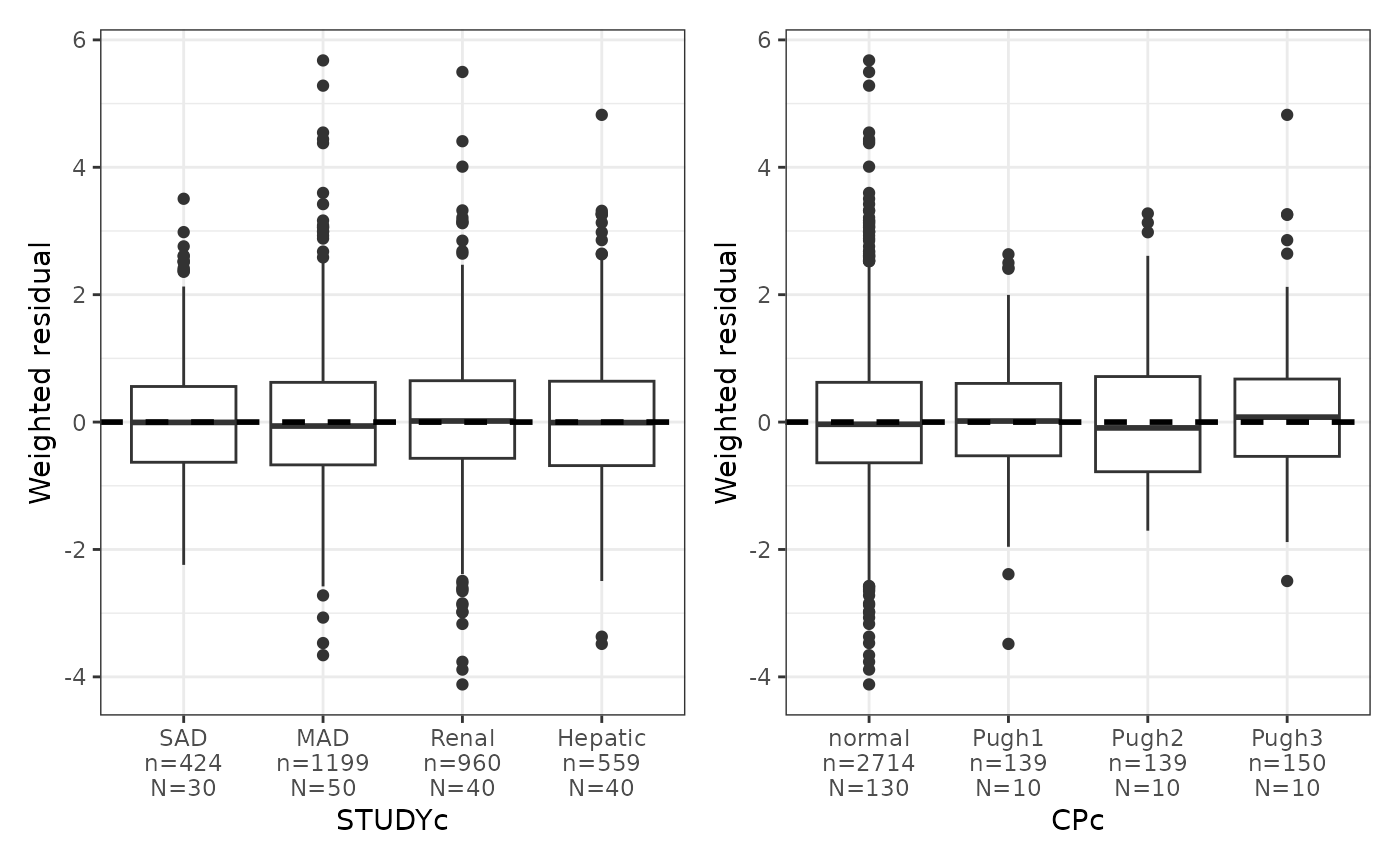 Weighted residual
6
4
2
0
-2
-4
SAD MAD Renal Hepatic
n=424 n=1199 n=960 n=559
N=30 N=50 N=40 N=40
STUDYc
Weighted residual
6
4
2
0
-2
-4
normal Pugh1 Pugh2 Pugh3
n=2714 n=139 n=139 n=150
N=130 N=10 N=10 N=10
CPc